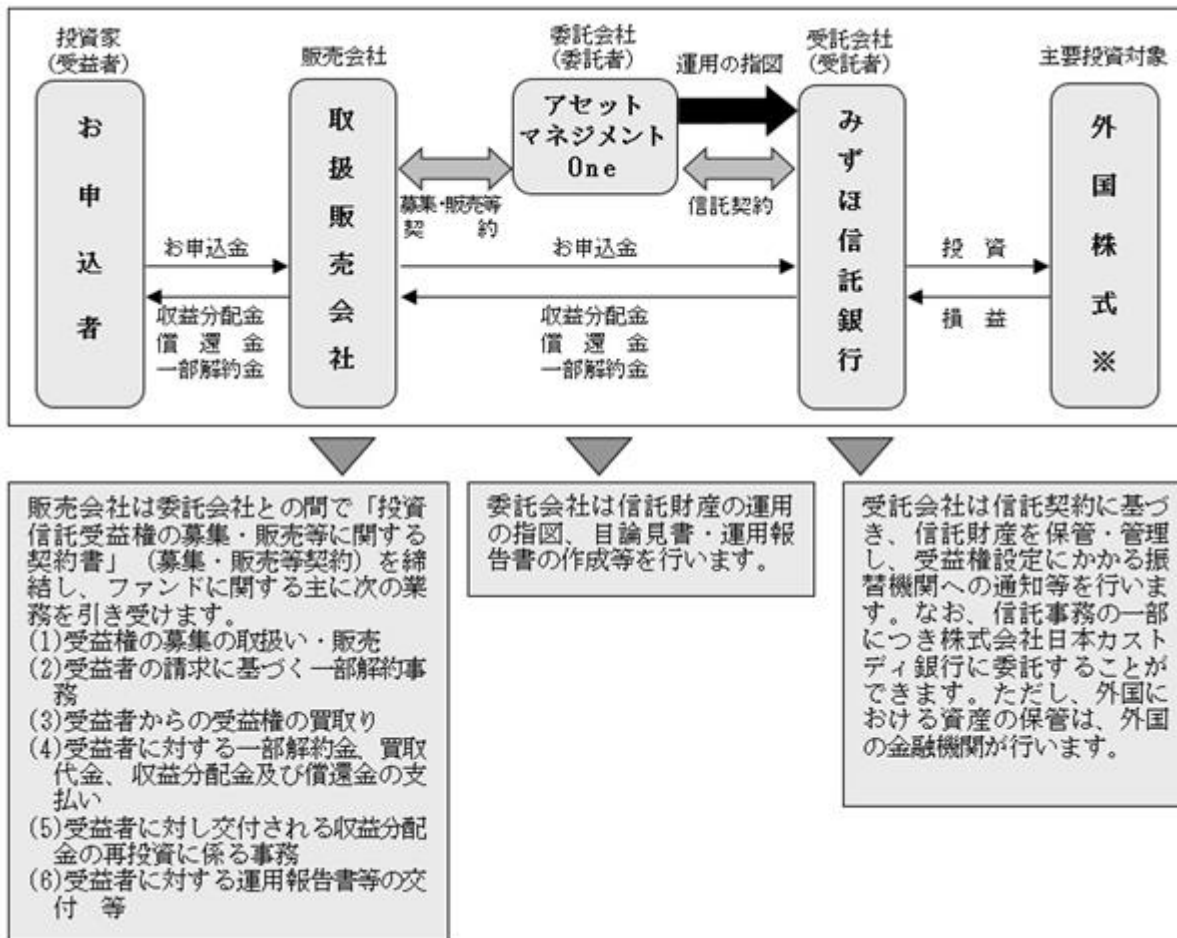 投資家
(受益者)
お申込者
販売会社
取扱販売会社
委託会社
(委託者)
アセット
マネジメント
One
運用の指図
受託会社
(受託者)
みずほ信託銀行
主要投資対象
外国株式※
募集・販売等
契　約
信託契約
お申込金
収益分配金
償　還　金
一部解約金
お申込金
収益分配金
償　還　金
一部解約金
投　資
損　益
販売会社は委託会社との間で「投資
信託受益権の募集・販売等に関する
契約書」（募集・販売等契約）を締
結し、ファンドに関する主に次の業
務を引き受けます。
(1)受益権の募集の取扱い・販売
(2)受益者の請求に基づく一部解約事
務
(3)受益者からの受益権の買取り
(4)受益者に対する一部解約金、買取
代金、収益分配金及び償還金の支
払い
(5)受益者に対し交付される収益分配
金の再投資に係る事務
(6)受益者に対する運用報告書等の交
付　等
委託会社は信託財産の運用
の指図、目論見書・運用報
告書の作成等を行います。
受託会社は信託契約に基づ
き、信託財産を保管・管理
し、受益権設定にかかる振
替機関への通知等を行いま
す。なお、信託事務の一部
につき株式会社日本カスト
ディ銀行に委託することが
できます。ただし、外国に
おける資産の保管は、外国
の金融機関が行います。